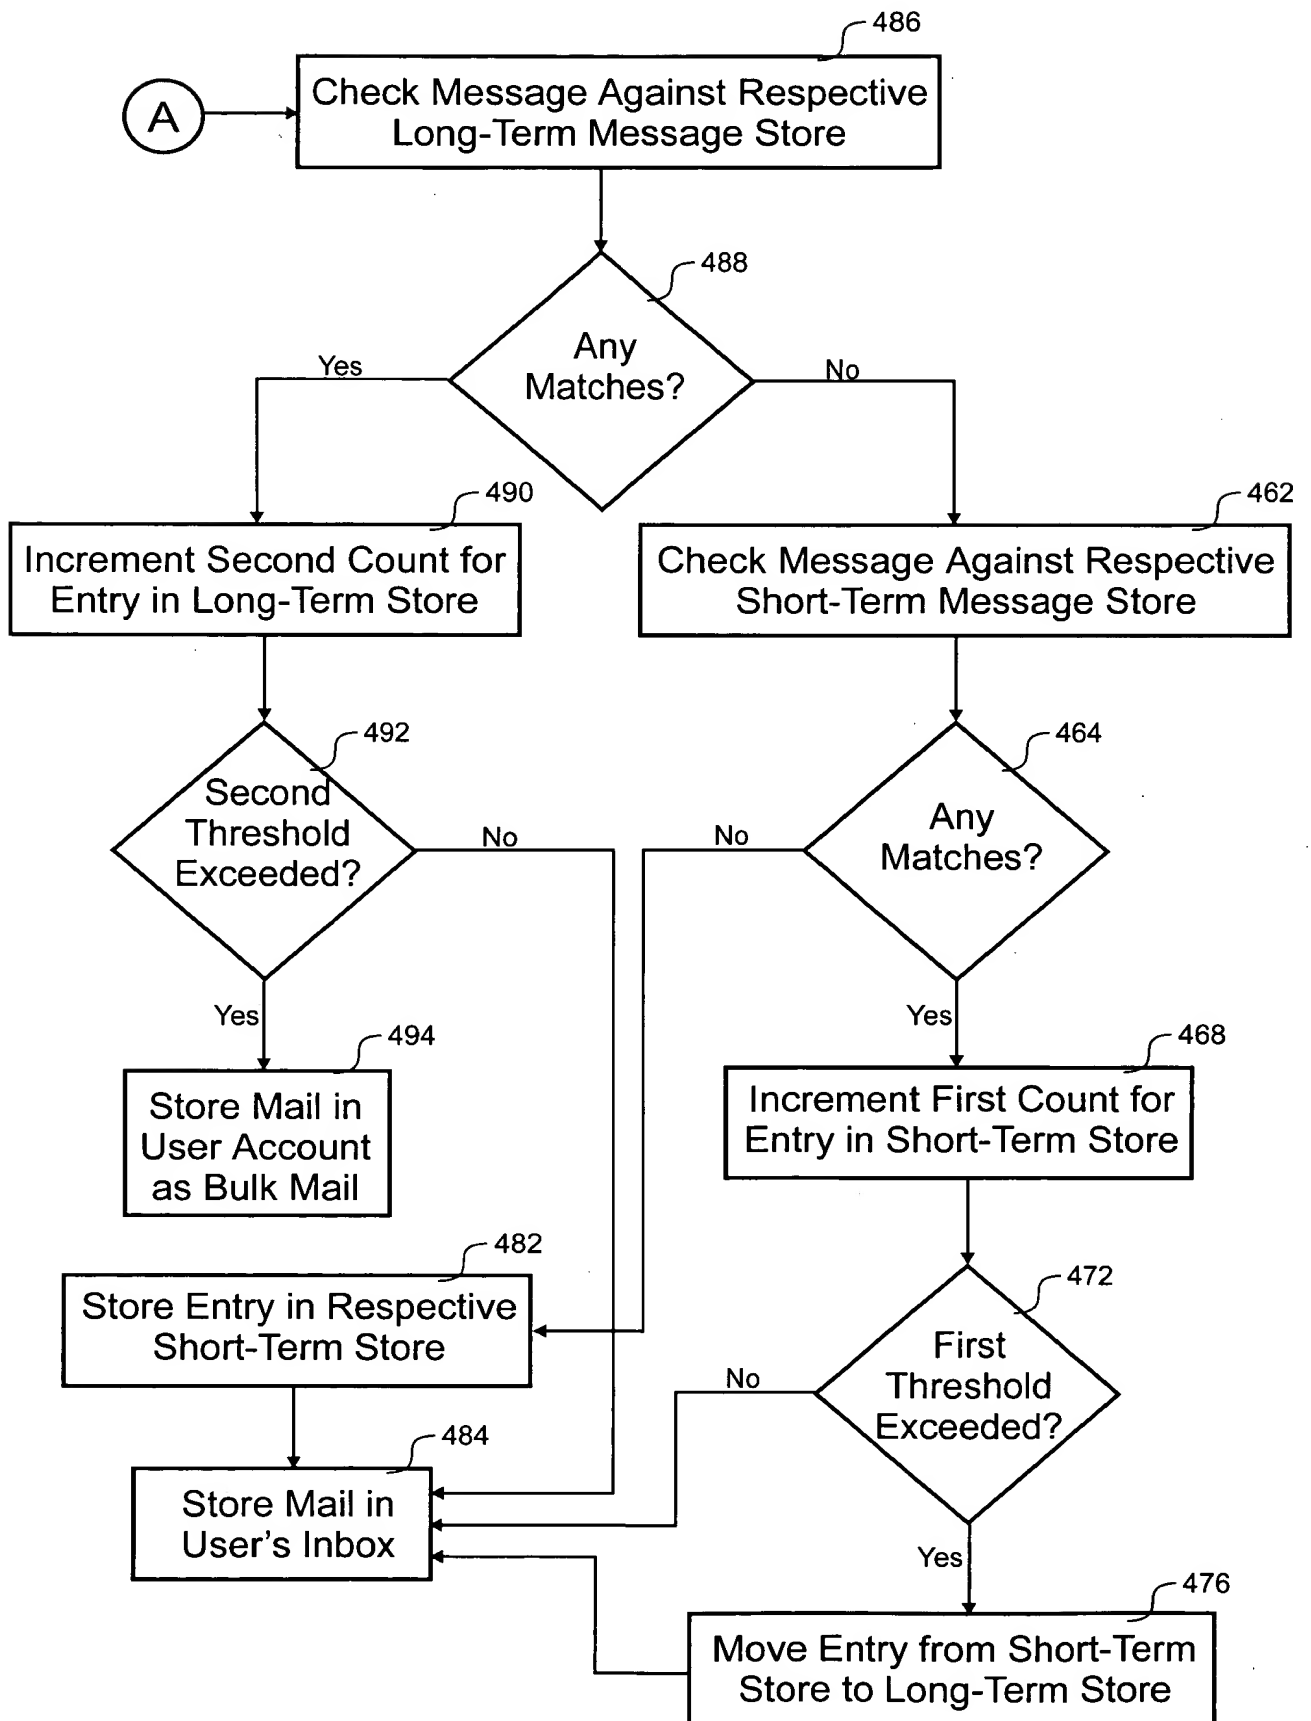 486
A
Check Message Against Respective
Long-Term Message Store
488
Any
Matches?
Yes
No
490
Increment Second Count for
Entry in Long-Term Store
462
Check Message Against Respective
Short-Term Message Store
492
Second
Threshold
Exceeded?
No
Yes
464
Any
Matches?
No
Yes
494
Store Mail in
User Account
as Bulk Mail
468
Increment First Count for
Entry in Short-Term Store
482
Store Entry in Respective
Short-Term Store
472
First
Threshold
Exceeded?
No
Yes
484
Store Mail in
User's Inbox
476
Move Entry from Short-Term
Store to Long-Term Store